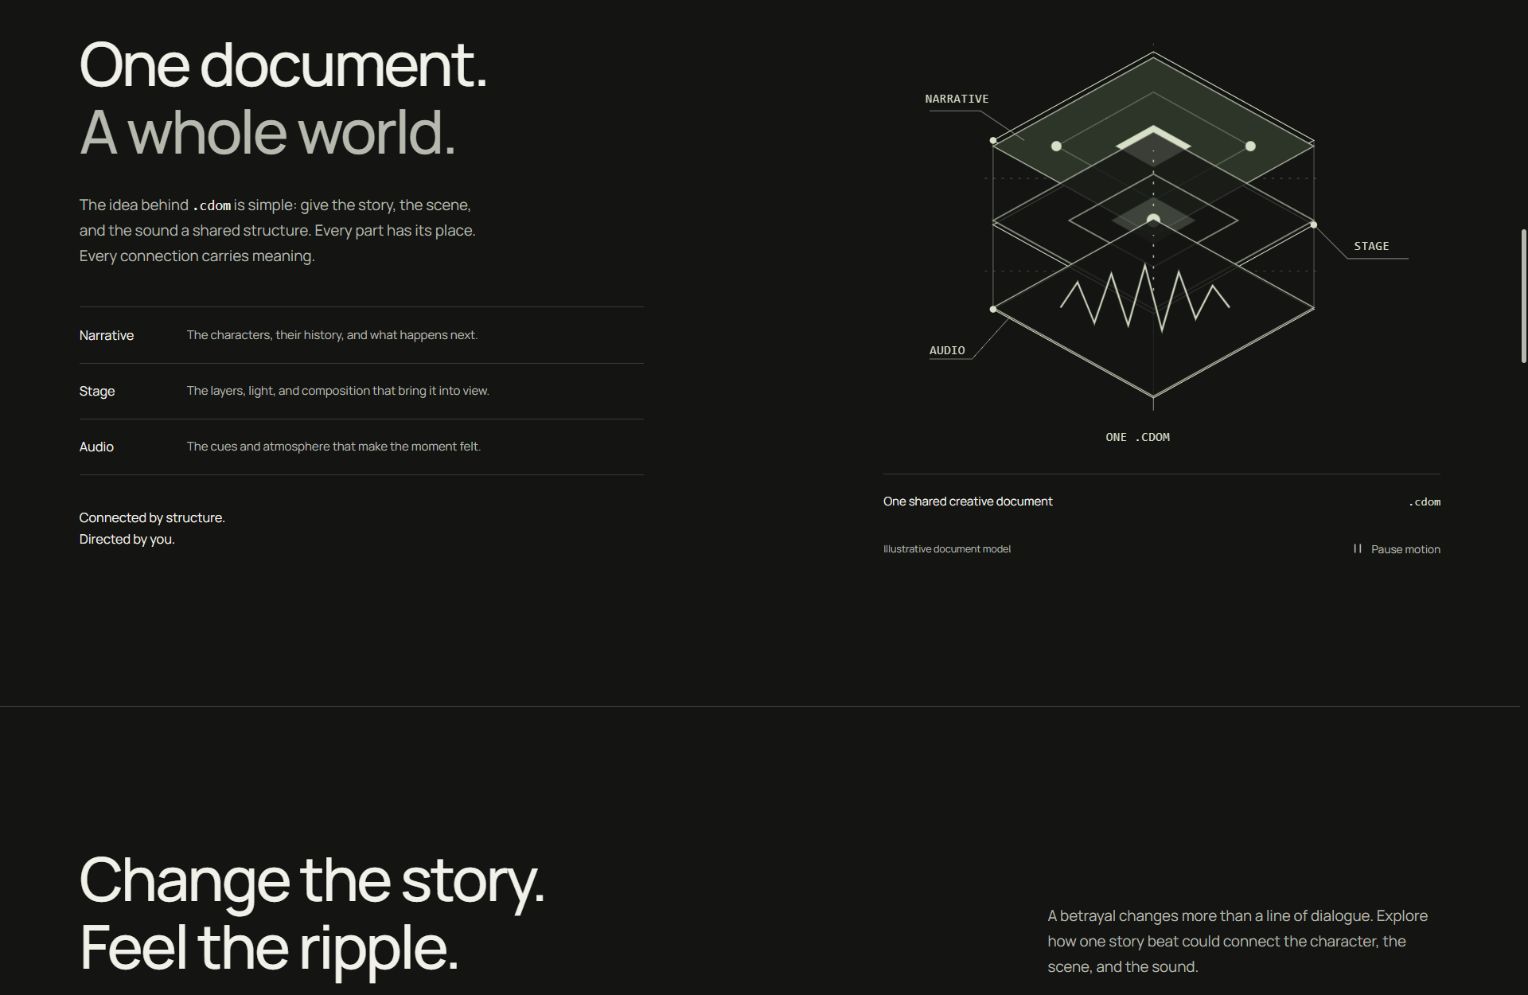 One document.
A whole world.
The idea behind .cdom is simple: give the story, the scene,
and the sound a shared structure. Every part has its place.
Every connection carries meaning.
Narrative The characters, their history, and what happens next.
Stage The layers, light, and composition that bring it into view.
Audio The cues and atmosphere that make the moment felt.
Connected by structure.
Directed by you.
NARRATIVE
STAGE
AUDIO
ONE .CDOM
One shared creative document .cdom
Illustrative document model Pause motion
Change the story.
Feel the ripple.
A betrayal changes more than a line of dialogue. Explore
how one story beat could connect the character, the
scene, and the sound.